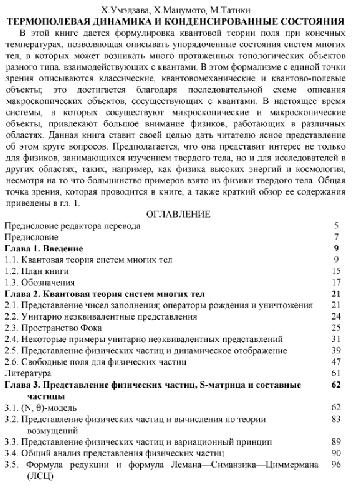 Х.Умэдзава, Х.Мацумото, М.Татики
ТЕРМОПОЛЕВАЯ ДИНАМИКА И КОНДЕНСИРОВАННЫЕ СОСТОЯНИЯ
В этой книге дается формулировка квантовой теории поля при конечных
температурах, позволяющая описывать упорядоченные состояния систем многих
тел, в которых может возникать много протяженных топологических объектов
разного типа, взаимодействующих с квантами. В этом формализме с единой точки
зрения описываются классические, квантовомеханические и квантово-полевые
объекты; это достигается благодаря последовательной схеме описания
макроскопических объектов, сосуществующих с квантами. В настоящее время
системы, в которых сосуществуют микроскопические и макроскопические
объекты, привлекают большое внимание физиков, работающих в различных
областях. Данная книга ставит своей целью дать читателю ясное представление
об этом круге вопросов. Предполагается, что она представит интерес не только
для физиков, занимающихся изучением твердого тела, но и для исследователей в
других областях, таких, например, как физика высоких энергий и космология,
несмотря на то что большинство примеров взято из физики твердого тела. Общая
точка зрения, которая проводится в книге, а также краткий обзор ее содержания
приведены в гл. 1.
ОГЛАВЛЕНИЕ
Предисловие редактора перевода 5
Предисловие 7
Глава 1. Введение 9
1.1. Квантовая теория систем многих тел 9
1.2. План книги 15
1.3. Обозначения 17
Глава 2. Квантовая теория систем многих тел 21
2.1. Представление чисел заполнения; операторы рождения и уничтожения 21
2.2. Унитарно неэквивалентные представления 24
2.3. Пространство Фока 25
2.4. Некоторые примеры унитарно неэквивалентных представлений 31
2.5. Представление физических частиц и динамическое отображение 39
2.6. Свободные поля для физических частиц 47
Литература 61
Глава 3. Представление физических частиц, S-матрица и составные 62
частицы
3.1. (N, θ)-модель 62
3.2. Представление физических частиц и вычисления по теории 83
возмущений
3.3. Представление физических частиц и вариационный принцип 89
3.4. Общий анализ представления физических частиц 90
3.5. Формула редукции и формула Лемана—Симанзика—Циммермана 96
(ЛСЦ)